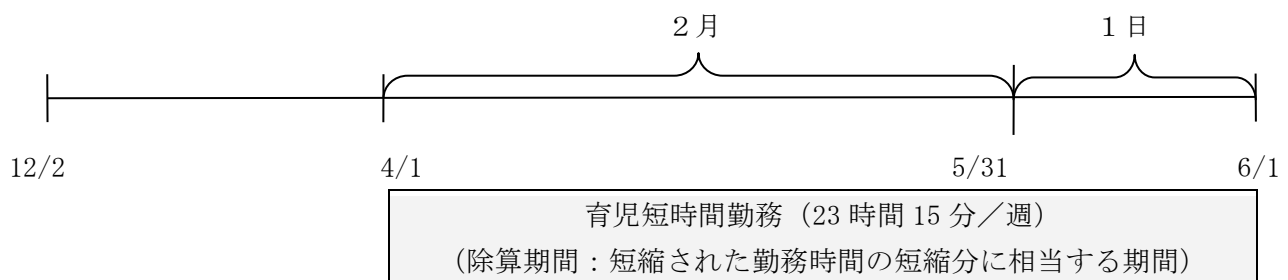 ２月 １日
12/2 4/1 5/31 6/1
育児短時間勤務（23 時間 15 分／週）
（除算期間：短縮された勤務時間の短縮分に相当する期間）